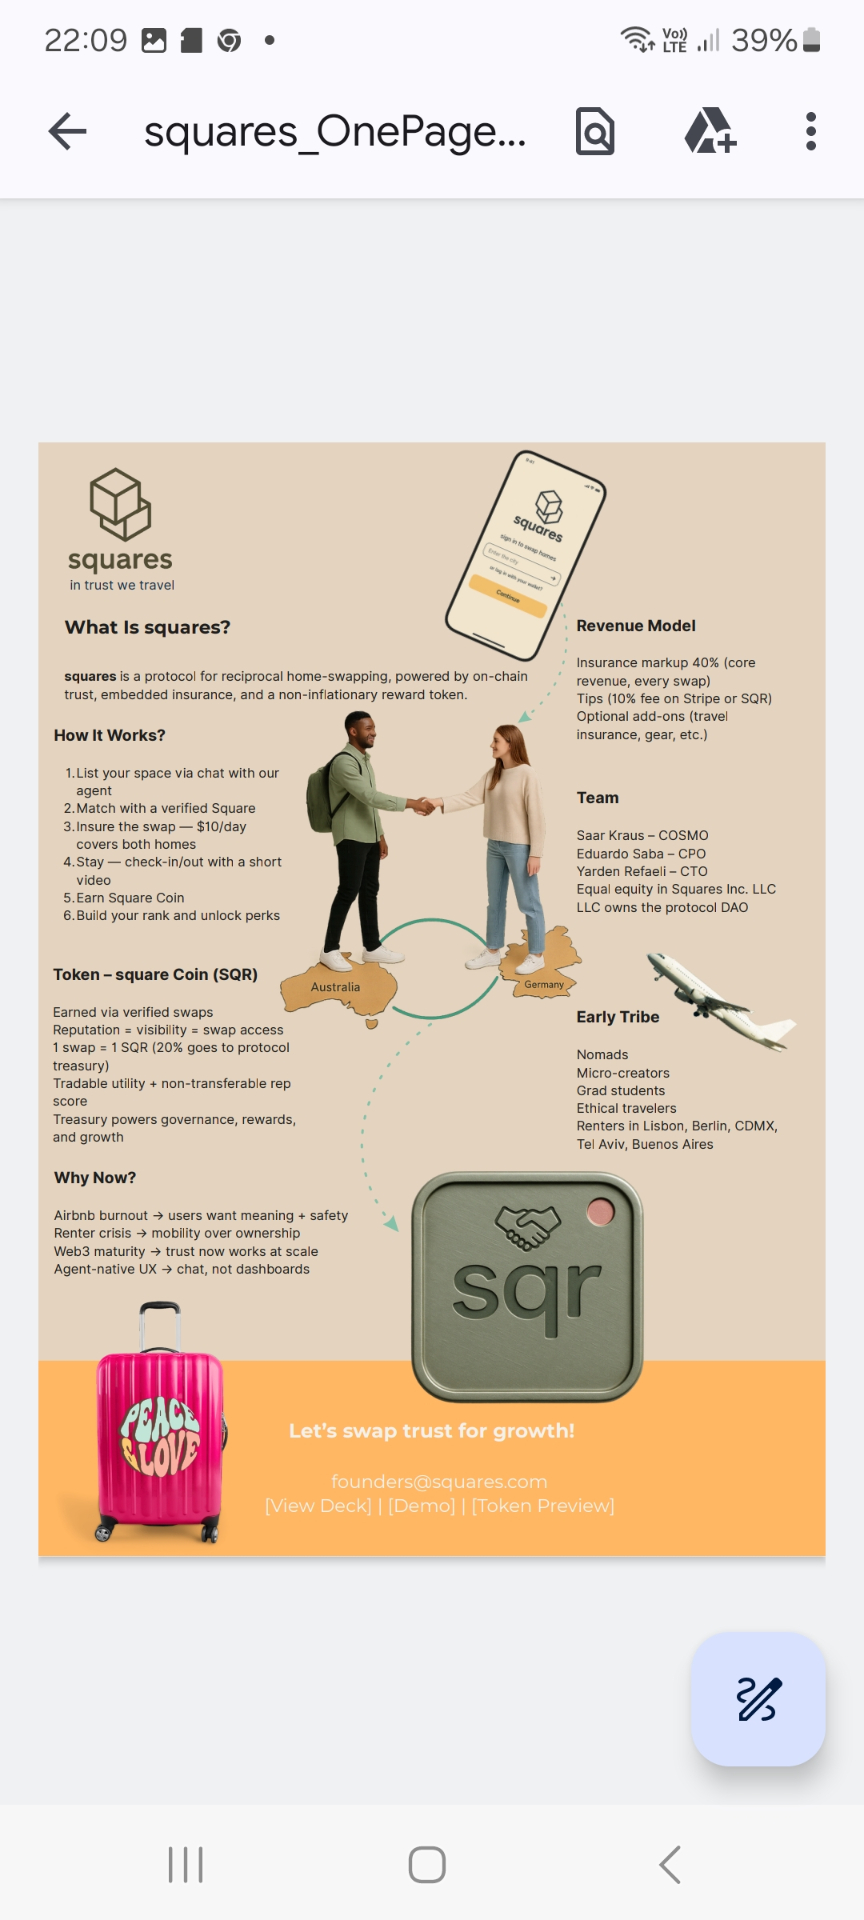 22:09
Vo)) LTE
39%
squares_OnePage...
squares
in trust we travel
squares
sign in to swap homes
Enter the city
or log in with your wallet?
Continue
What Is squares?
squares is a protocol for reciprocal home-swapping, powered by on-chain
trust, embedded insurance, and a non-inflationary reward token.
How It Works?
1. List your space via chat with our
agent
2. Match with a verified Square
3. Insure the swap — $10/day
covers both homes
4. Stay — check-in/out with a short
video
5. Earn Square Coin
6. Build your rank and unlock perks
Revenue Model
Insurance markup 40% (core
revenue, every swap)
Tips (10% fee on Stripe or SQR)
Optional add-ons (travel
insurance, gear, etc.)
Team
Saar Kraus – COSMO
Eduardo Saba – CPO
Yarden Refaeli – CTO
Equal equity in Squares Inc. LLC
LLC owns the protocol DAO
Australia
Germany
Token – square Coin (SQR)
Earned via verified swaps
Reputation = visibility = swap access
1 swap = 1 SQR (20% goes to protocol
treasury)
Tradable utility + non-transferable rep
score
Treasury powers governance, rewards,
and growth
Early Tribe
Nomads
Micro-creators
Grad students
Ethical travelers
Renters in Lisbon, Berlin, CDMX,
Tel Aviv, Buenos Aires
Why Now?
Airbnb burnout → users want meaning + safety
Renter crisis → mobility over ownership
Web3 maturity → trust now works at scale
Agent-native UX → chat, not dashboards
sqr
PEACE
& LOVE
Let's swap trust for growth!
founders@squares.com
[View Deck] | [Demo] | [Token Preview]